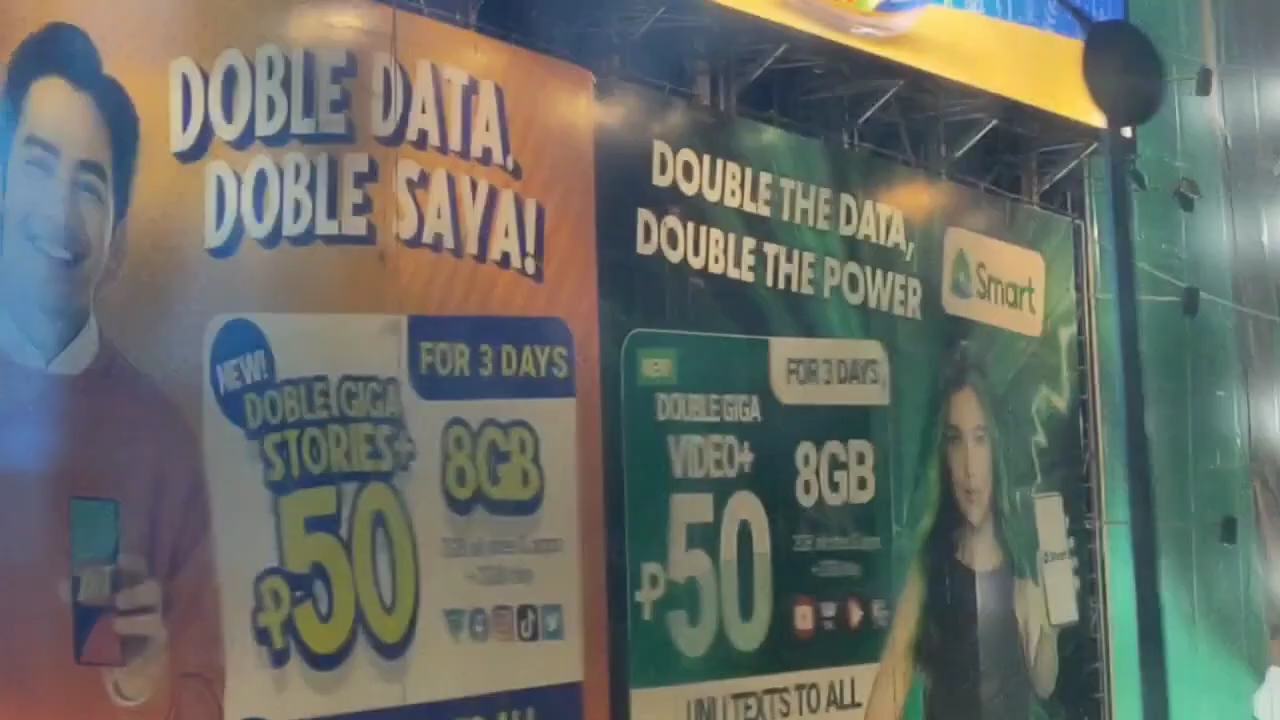 DOBLE DATA.
DOBLE SAYA!
NEW!
DOBLE GIGA
STORIES+
₱50
FOR 3 DAYS
8GB
DOUBLE THE DATA,
DOUBLE THE POWER
Smart
NEW!
DOUBLE GIGA
VIDEO+
₱50
FOR 3 DAYS
8GB
UNLI TEXTS TO ALL